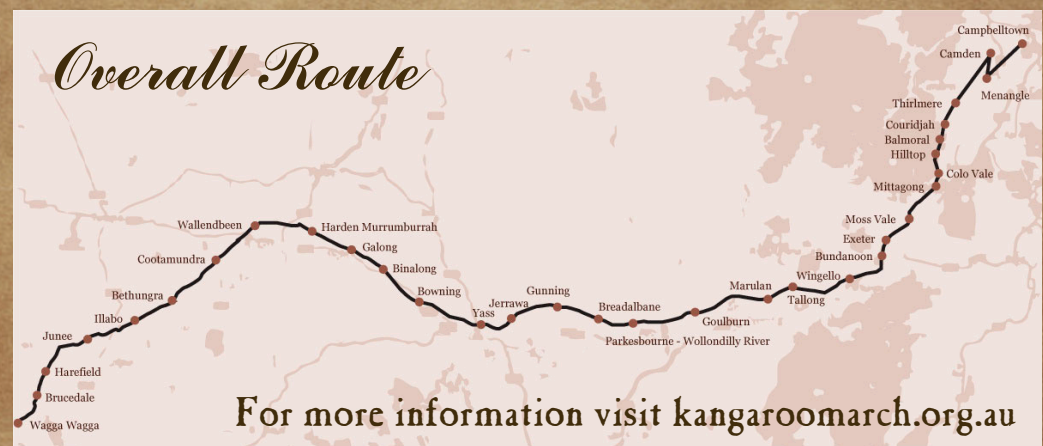 Overall Route
Campbelltown
Camden
Menangle
Thirlmere
Couridjah
Balmoral
Hilltop
Colo Vale
Mittagong
Moss Vale
Exeter
Bundanoon
Wingello
Tallong
Marulan
Goulburn
Parkesbourne - Wollondilly River
Breadalbane
Gunning
Jerrawa
Yass
Bowning
Binalong
Galong
Harden Murrumburrah
Wallendbeen
Cootamundra
Bethungra
Illabo
Junee
Harefield
Brucedale
Wagga Wagga
For more information visit kangaroomarch.org.au